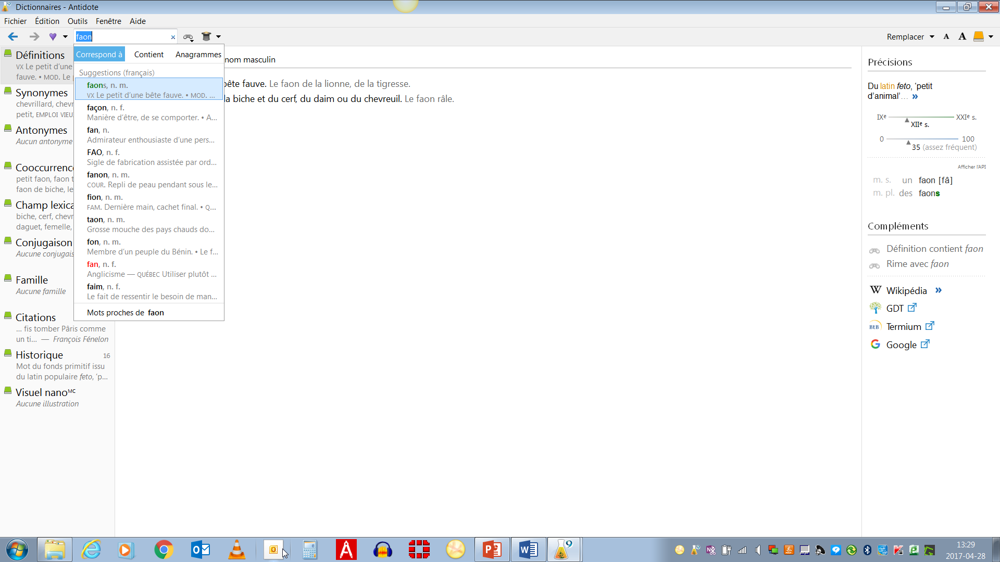 Dictionnaires - Antidote
Fichier Édition Outils Fenêtre Aide
faon
Remplacer A A
Correspond à Contient Anagrammes
Suggestions (français)
faons, n. m.
VX Le petit d'une bête fauve. • MOD. ...
façon, n. f.
Manière d'être, de se comporter. • A...
fan, n.
Admirateur enthousiaste d'une pers...
FAO, n. f.
Sigle de fabrication assistée par ord...
fanon, n. m.
COUR. Repli de peau pendant sous le...
fion, n. m.
FAM. Dernière main, cachet final. • Q...
taon, n. m.
Grosse mouche des pays chauds do...
fon, n. m.
Membre d'un peuple du Bénin. • Le f...
fan, n. f.
Anglicisme — QUÉBEC Utiliser plutôt ...
faim, n. f.
Le fait de ressentir le besoin de man...
Mots proches de faon
Définitions
VX Le petit d'une
fauve. • MOD. Le p
Synonymes
chevrillard, chevr
petit, EMPLOI VIEU
Antonymes
Aucun antonyme
Cooccurrenc
petit faon, faon t
faon de biche, le
Champ lexica
biche, cerf, chevr
daguet, femelle,
Conjugaison
Aucune conjugais
Famille
Aucune famille
Citations
... fis tomber Pâris comme
un ti... — François Fénelon
Historique 16
Mot du fonds primitif issu
du latin populaire feto, 'p...
Visuel nanoMC
Aucune illustration
nom masculin
bête fauve. Le faon de la lionne, de la tigresse.
la biche et du cerf, du daim ou du chevreuil. Le faon râle.
Précisions
Du latin feto, 'petit
d'animal'... »
IXe XXIe s.
XIIe s.
0 100
35 (assez fréquent)
Afficher l'API
m. s. un faon [fâ]
m. pl. des faons
Compléments
Définition contient faon
Rime avec faon
W Wikipédia »
GDT
BtB Termium
G Google
13:29
2017-04-28